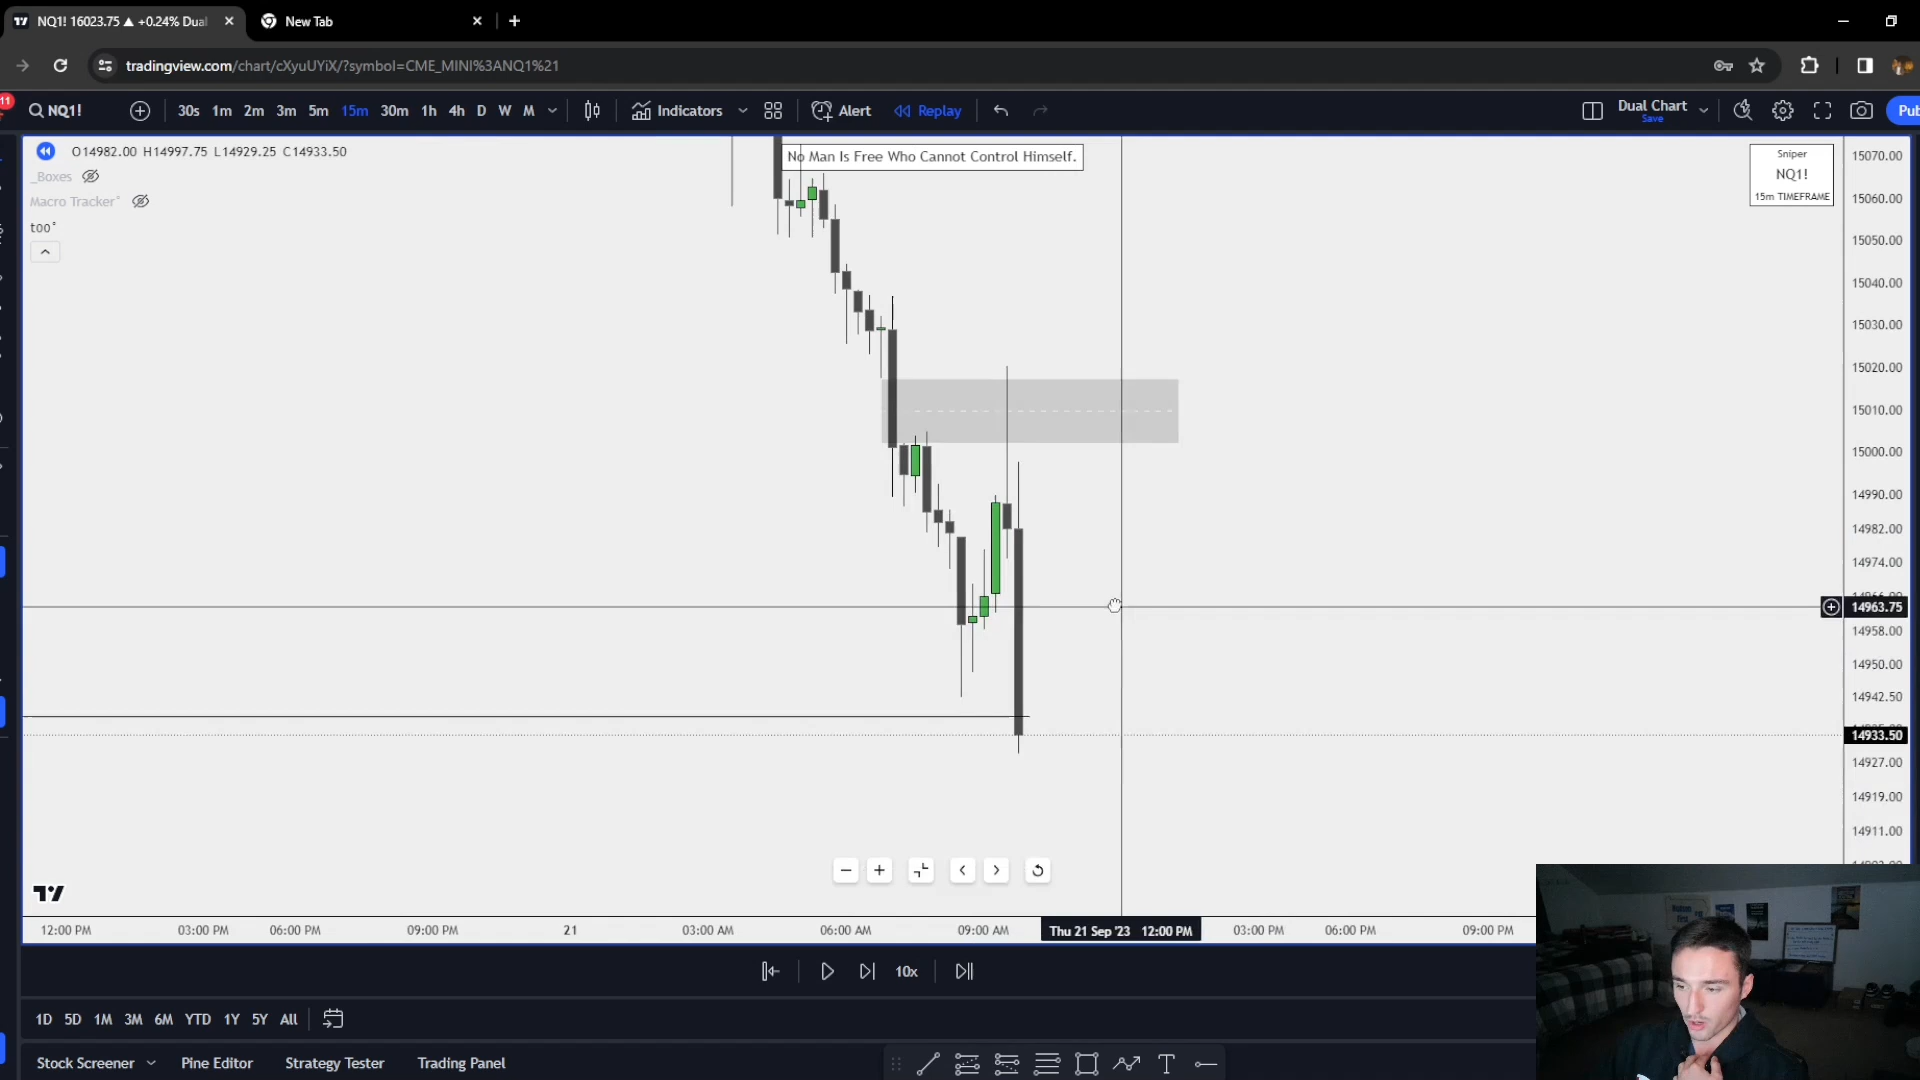 NQ1! 16023.75 ▲ +0.24% Dual
New Tab
tradingview.com/chart/cXyuUYiX/?symbol=CME_MINI%3ANQ1%21
11
NQ1!
30s 1m 2m 3m 5m 15m 30m 1h 4h D W M
Indicators
Alert
Replay
Dual Chart
Save
Pub
O14982.00 H14997.75 L14929.25 C14933.50
_Boxes
Macro Tracker°
too°
No Man Is Free Who Cannot Control Himself.
Sniper
NQ1!
15m TIMEFRAME
15070.00
15060.00
15050.00
15040.00
15030.00
15020.00
15010.00
15000.00
14990.00
14982.00
14974.00
14963.75
14958.00
14950.00
14942.50
14933.50
14927.00
14919.00
14911.00
12:00 PM 03:00 PM 06:00 PM 09:00 PM 21 03:00 AM 06:00 AM 09:00 AM Thu 21 Sep '23 12:00 PM 03:00 PM 06:00 PM 09:00 PM
10x
1D 5D 1M 3M 6M YTD 1Y 5Y All
Stock Screener Pine Editor Strategy Tester Trading Panel